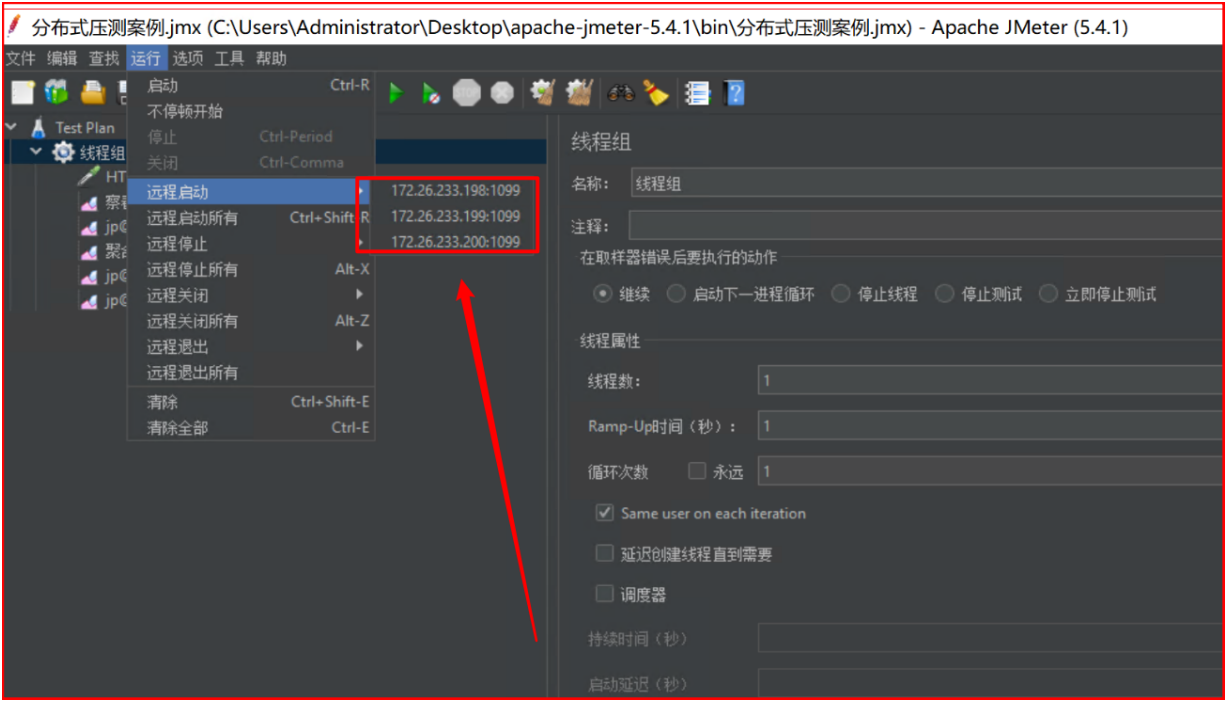 分布式压测案例.jmx (C:\Users\Administrator\Desktop\apache-jmeter-5.4.1\bin\分布式压测案例.jmx) - Apache JMeter (5.4.1)
文件 编辑 查找 运行 选项 工具 帮助
启动 Ctrl-R
不停顿开始
停止 Ctrl-Period
关闭 Ctrl-Comma
远程启动
远程启动所有 Ctrl+Shift-R
远程停止
远程停止所有 Alt-X
远程关闭
远程关闭所有 Alt-Z
远程退出
远程退出所有
清除 Ctrl+Shift-E
清除全部 Ctrl-E
172.26.233.198:1099
172.26.233.199:1099
172.26.233.200:1099
STOP
Test Plan
线程组
HT
察看
jp@
聚合
jp@
jp@
线程组
名称: 线程组
注释:
在取样器错误后要执行的动作
继续 启动下一进程循环 停止线程 停止测试 立即停止测试
线程属性
线程数: 1
Ramp-Up时间（秒）: 1
循环次数 永远 1
Same user on each iteration
延迟创建线程直到需要
调度器
持续时间（秒）
启动延迟（秒）